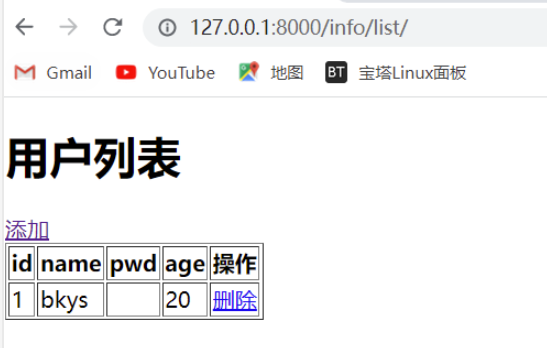 127.0.0.1:8000/info/list/
Gmail YouTube 地图 BT 宝塔Linux面板
用户列表
添加
id name pwd age 操作
1 bkys 20 删除